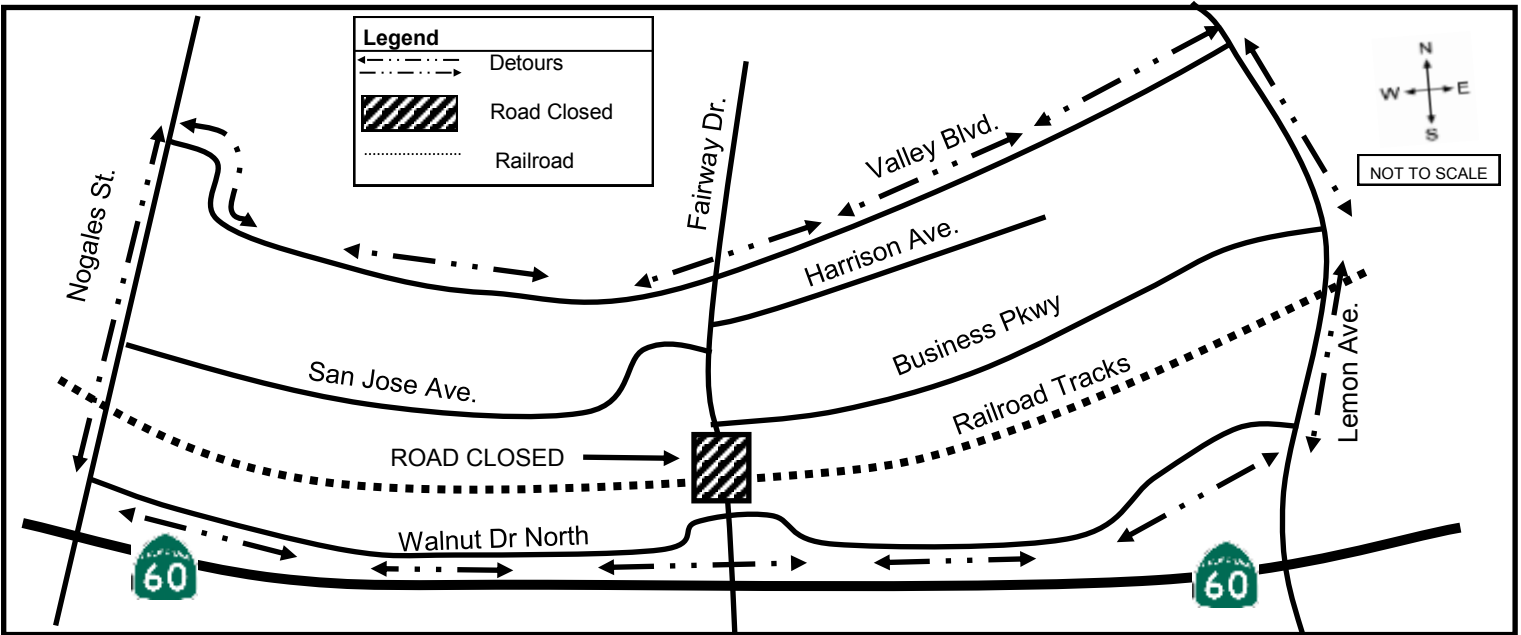 Legend
Detours
Road Closed
Railroad
N
W
E
S
NOT TO SCALE
Nogales St.
Fairway Dr.
Valley Blvd.
Harrison Ave.
San Jose Ave.
Business Pkwy
Railroad Tracks
Lemon Ave.
ROAD CLOSED
Walnut Dr North
60
60